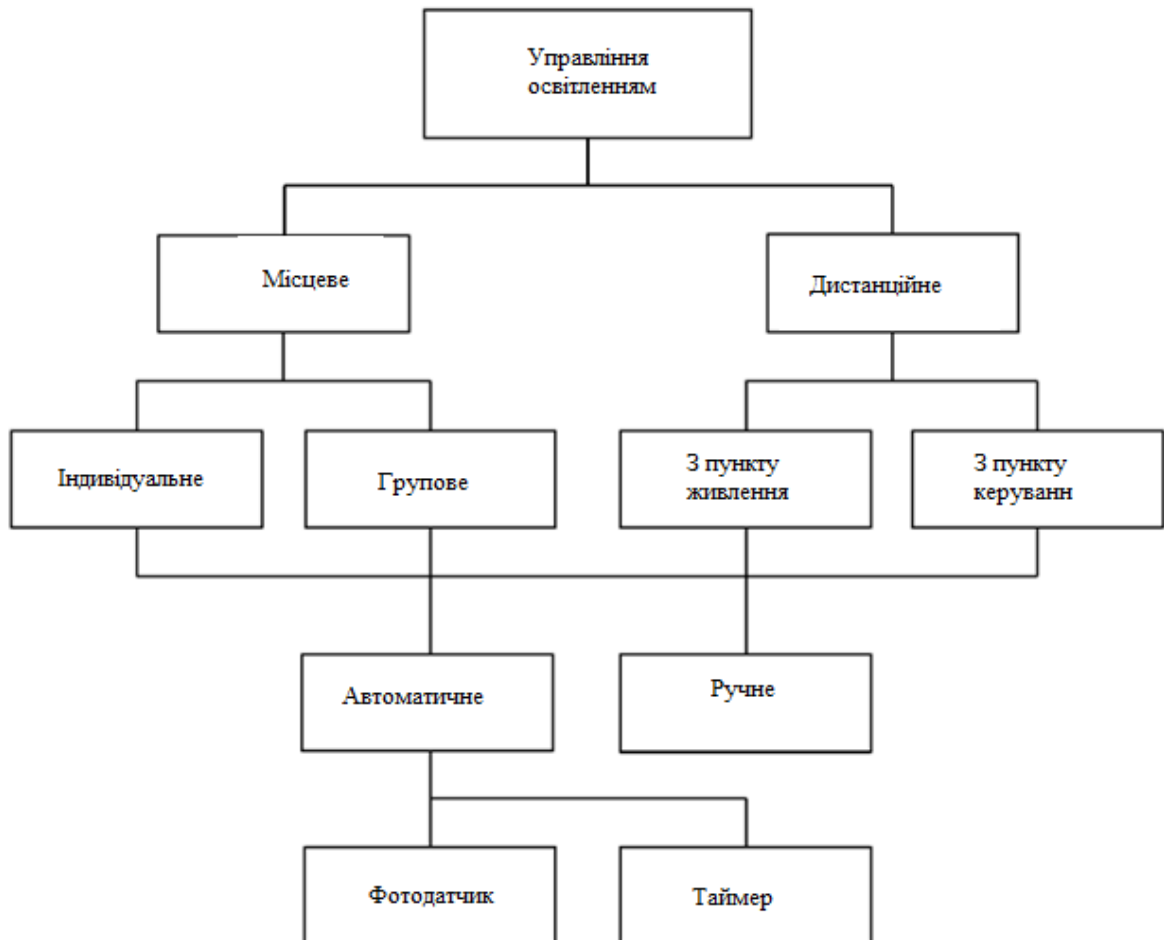 Управління
освітленням
Місцеве
Дистанційне
Індивідуальне
Групове
З пункту
живлення
З пункту
керуванн
Автоматичне
Ручне
Фотодатчик
Таймер